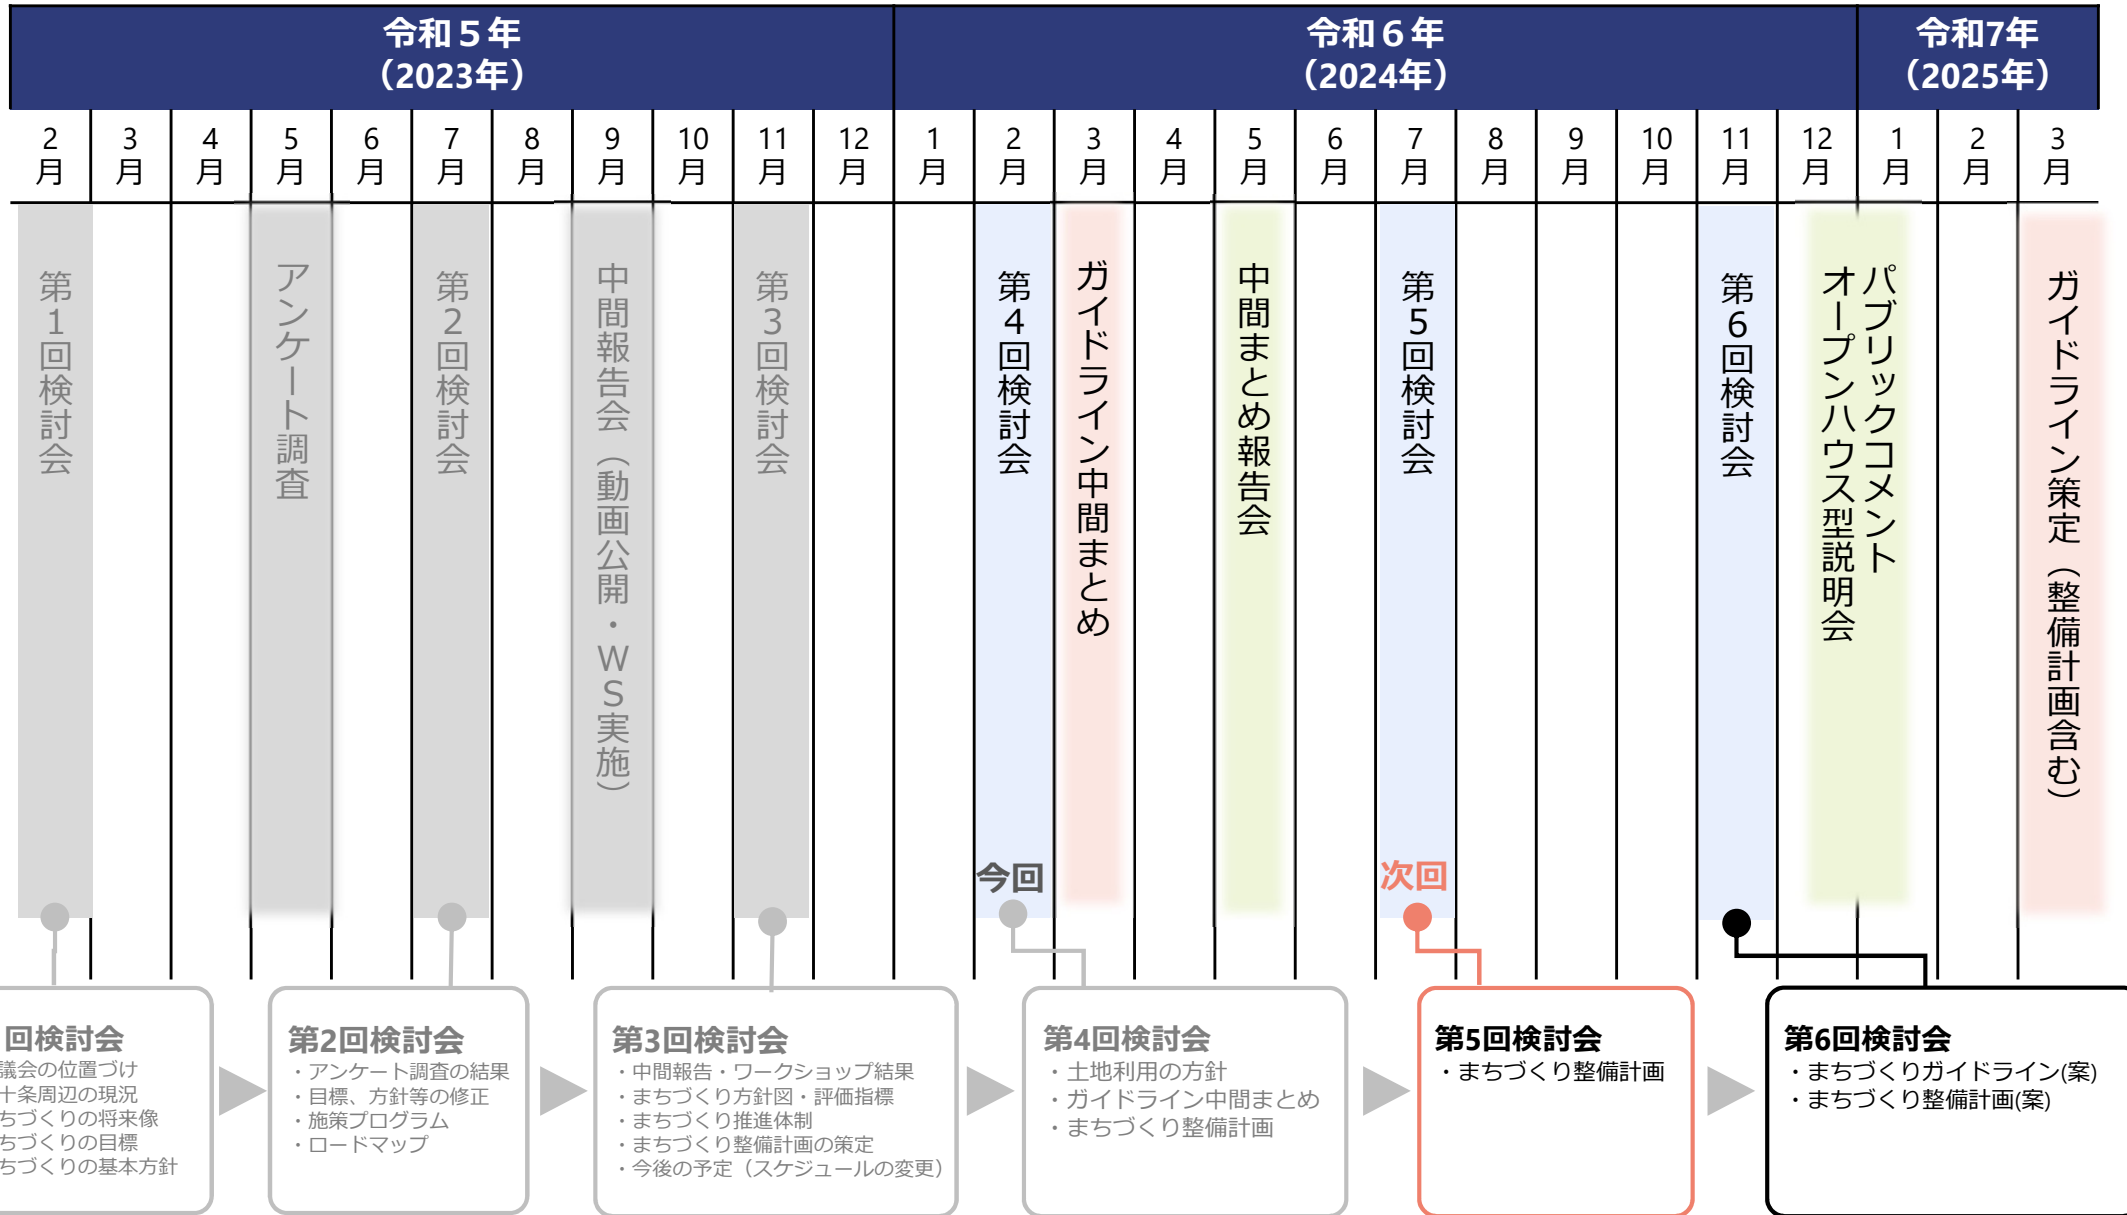 令和５年
（2023年）
令和６年
（2024年）
令和7年
（2025年）
2月
3月
4月
5月
6月
7月
8月
9月
10月
11月
12月
1月
2月
3月
4月
5月
6月
7月
8月
9月
10月
11月
12月
1月
2月
3月
第1回検討会
アンケート調査
第2回検討会
中間報告会（動画公開・WS実施）
第3回検討会
第4回検討会
ガイドライン中間まとめ
中間まとめ報告会
第5回検討会
第6回検討会
パブリックコメント
オープンハウス型説明会
ガイドライン策定（整備計画含む）
今回
次回
回検討会
議会の位置づけ
十条周辺の現況
ちづくりの将来像
ちづくりの目標
ちづくりの基本方針
第2回検討会
・アンケート調査の結果
・目標、方針等の修正
・施策プログラム
・ロードマップ
第3回検討会
・中間報告・ワークショップ結果
・まちづくり方針図・評価指標
・まちづくり推進体制
・まちづくり整備計画の策定
・今後の予定（スケジュールの変更）
第4回検討会
・土地利用の方針
・ガイドライン中間まとめ
・まちづくり整備計画
第5回検討会
・まちづくり整備計画
第6回検討会
・まちづくりガイドライン(案)
・まちづくり整備計画(案)